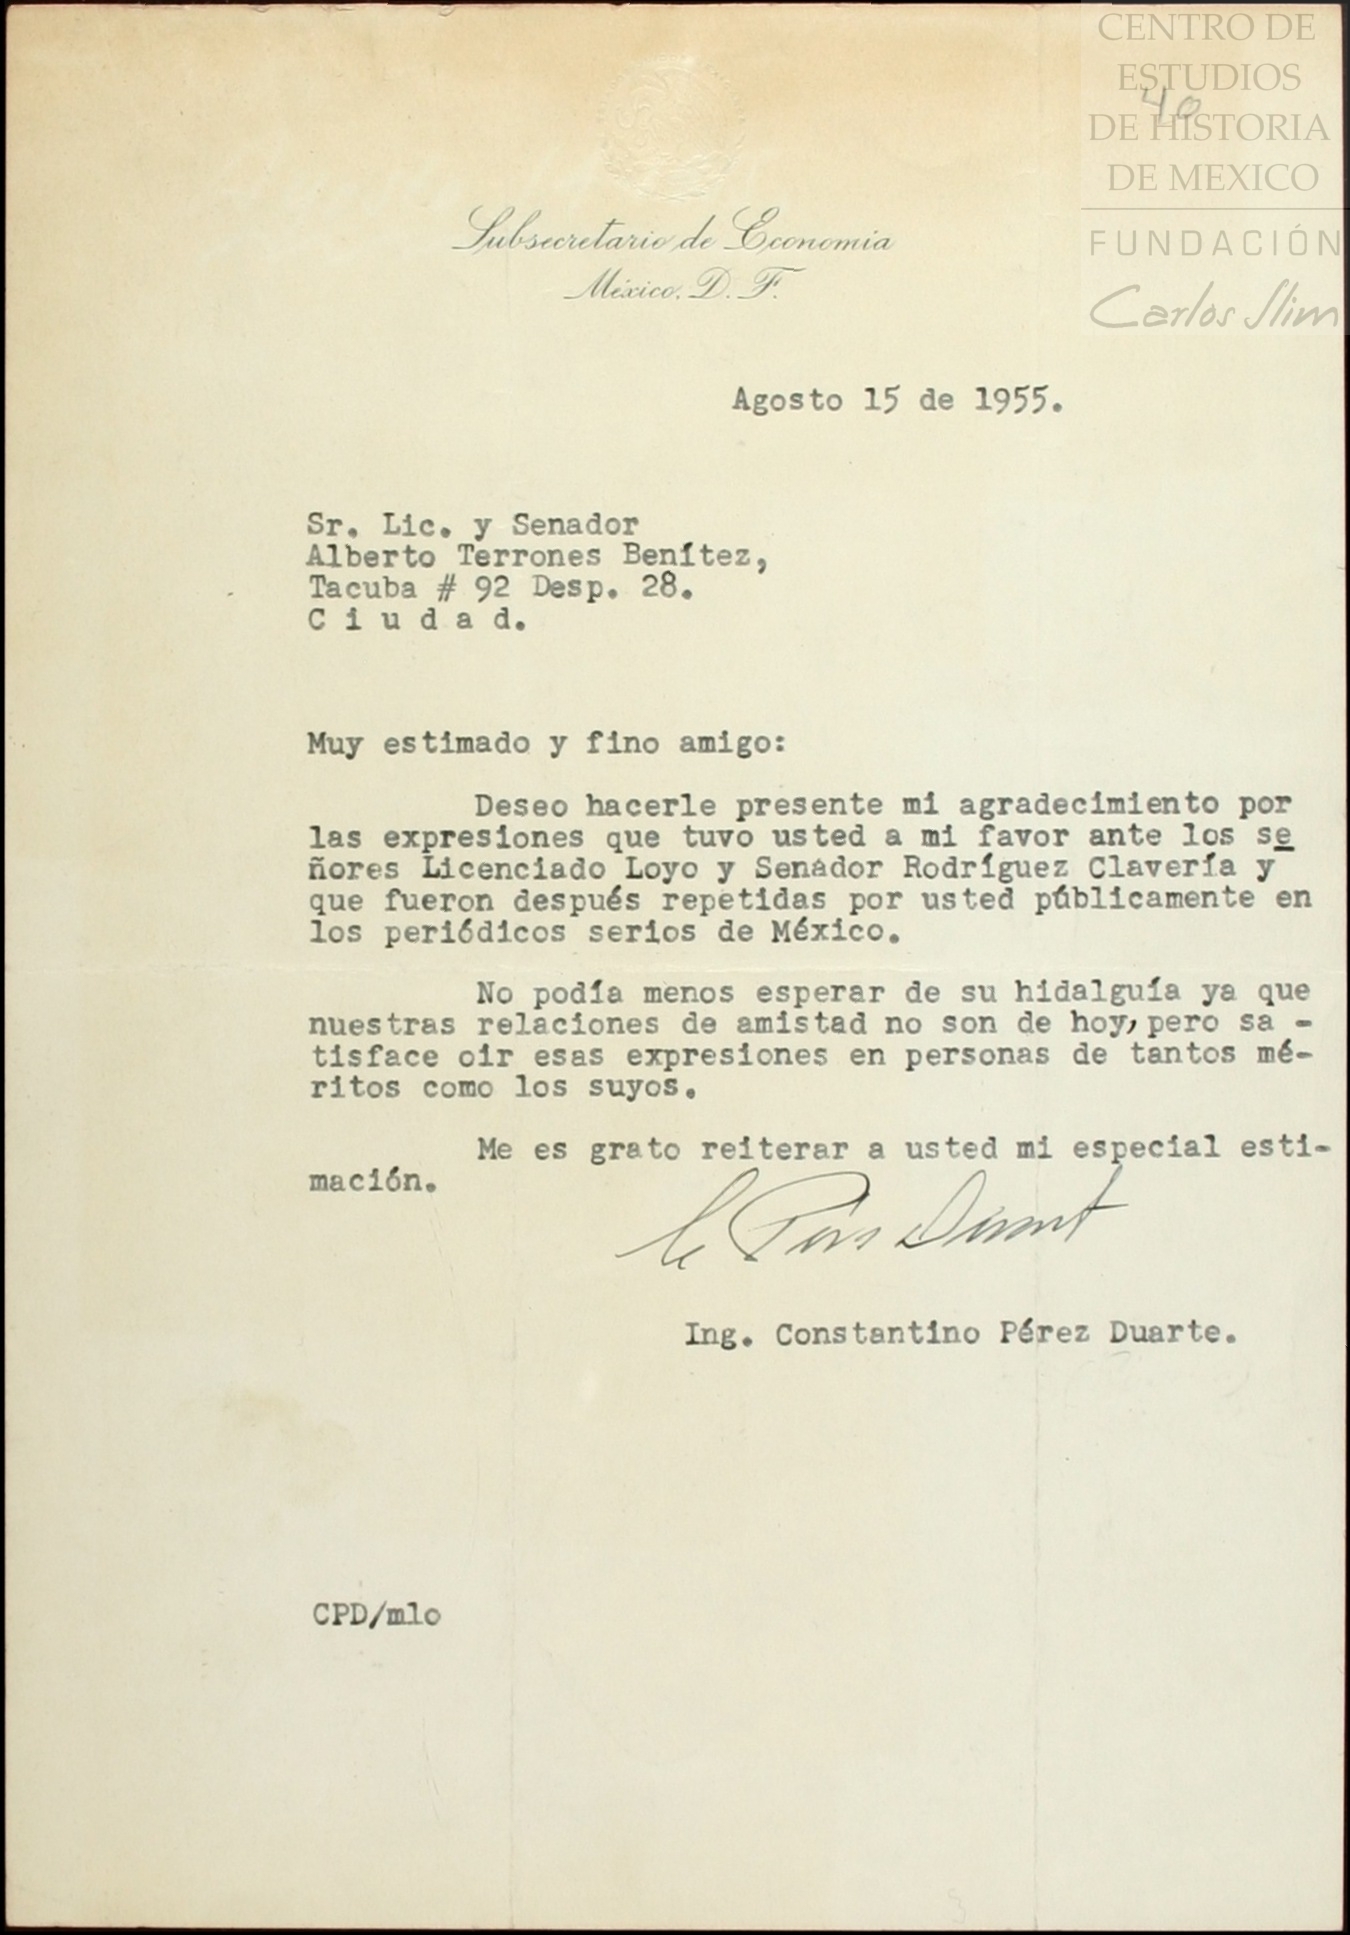 CENTRO DE
ESTUDIOS
DE HISTORIA
DE MEXICO
FUNDACIÓN
Carlos Slim
40
Subsecretario de Economía
México, D. F.
Agosto 15 de 1955.
Sr. Lic. y Senador
Alberto Terrones Benítez,
Tacuba # 92 Desp. 28.
C i u d a d.
Muy estimado y fino amigo:
Deseo hacerle presente mi agradecimiento por
las expresiones que tuvo usted a mi favor ante los se
ñores Licenciado Loyo y Senador Rodríguez Clavería y
que fueron después repetidas por usted públicamente en
los periódicos serios de México.
No podía menos esperar de su hidalguía ya que
nuestras relaciones de amistad no son de hoy, pero sa -
tisface oir esas expresiones en personas de tantos mé-
ritos como los suyos.
Me es grato reiterar a usted mi especial esti-
mación.
Ing. Constantino Pérez Duarte.
CPD/mlo